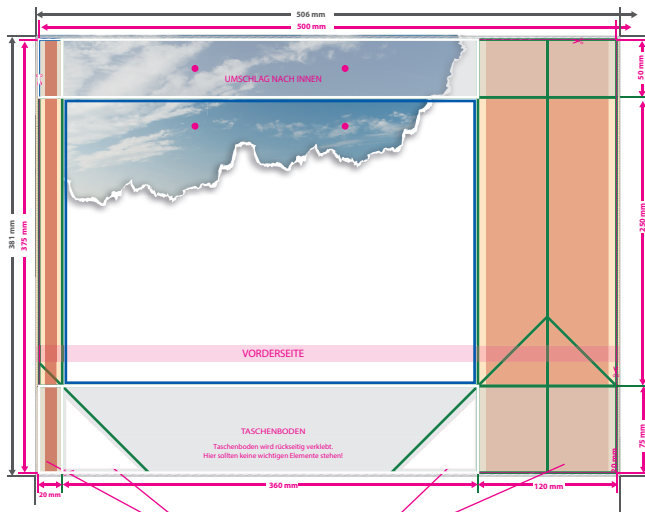 506 mm
500 mm
UMSCHLAG NACH INNEN
50 mm
381 mm
375 mm
250 mm
VORDERSEITE
TASCHENBODEN
Taschenboden wird rückseitig verklebt.
Hier sollten keine wichtigen Elemente stehen!
75 mm
20 mm
360 mm
120 mm